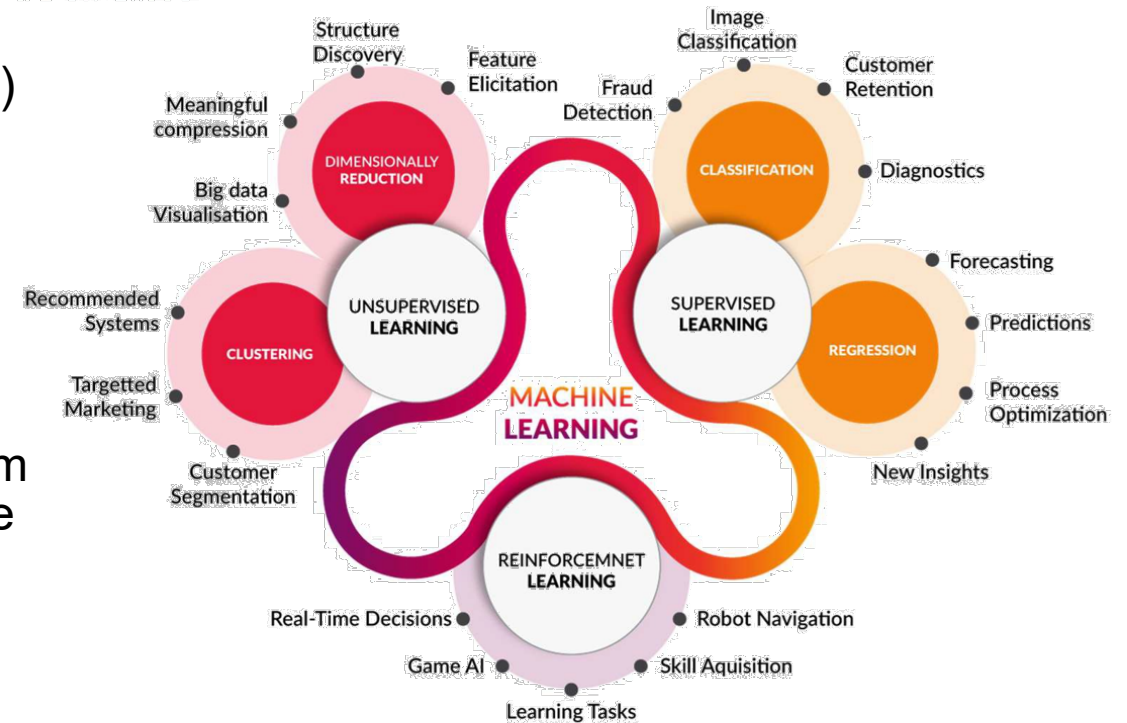 )
m
e
Structure
Discovery
Feature
Elicitation
Meaningful
compression
Big data
Visualisation
DIMENSIONALLY
REDUCTION
Recommended
Systems
Targetted
Marketing
Customer
Segmentation
CLUSTERING
UNSUPERVISED
LEARNING
Image
Classification
Fraud
Detection
Customer
Retention
Diagnostics
CLASSIFICATION
SUPERVISED
LEARNING
Forecasting
Predictions
Process
Optimization
New Insights
REGRESSION
MACHINE
LEARNING
REINFORCEMNET
LEARNING
Real-Time Decisions
Game AI
Learning Tasks
Skill Aquisition
Robot Navigation